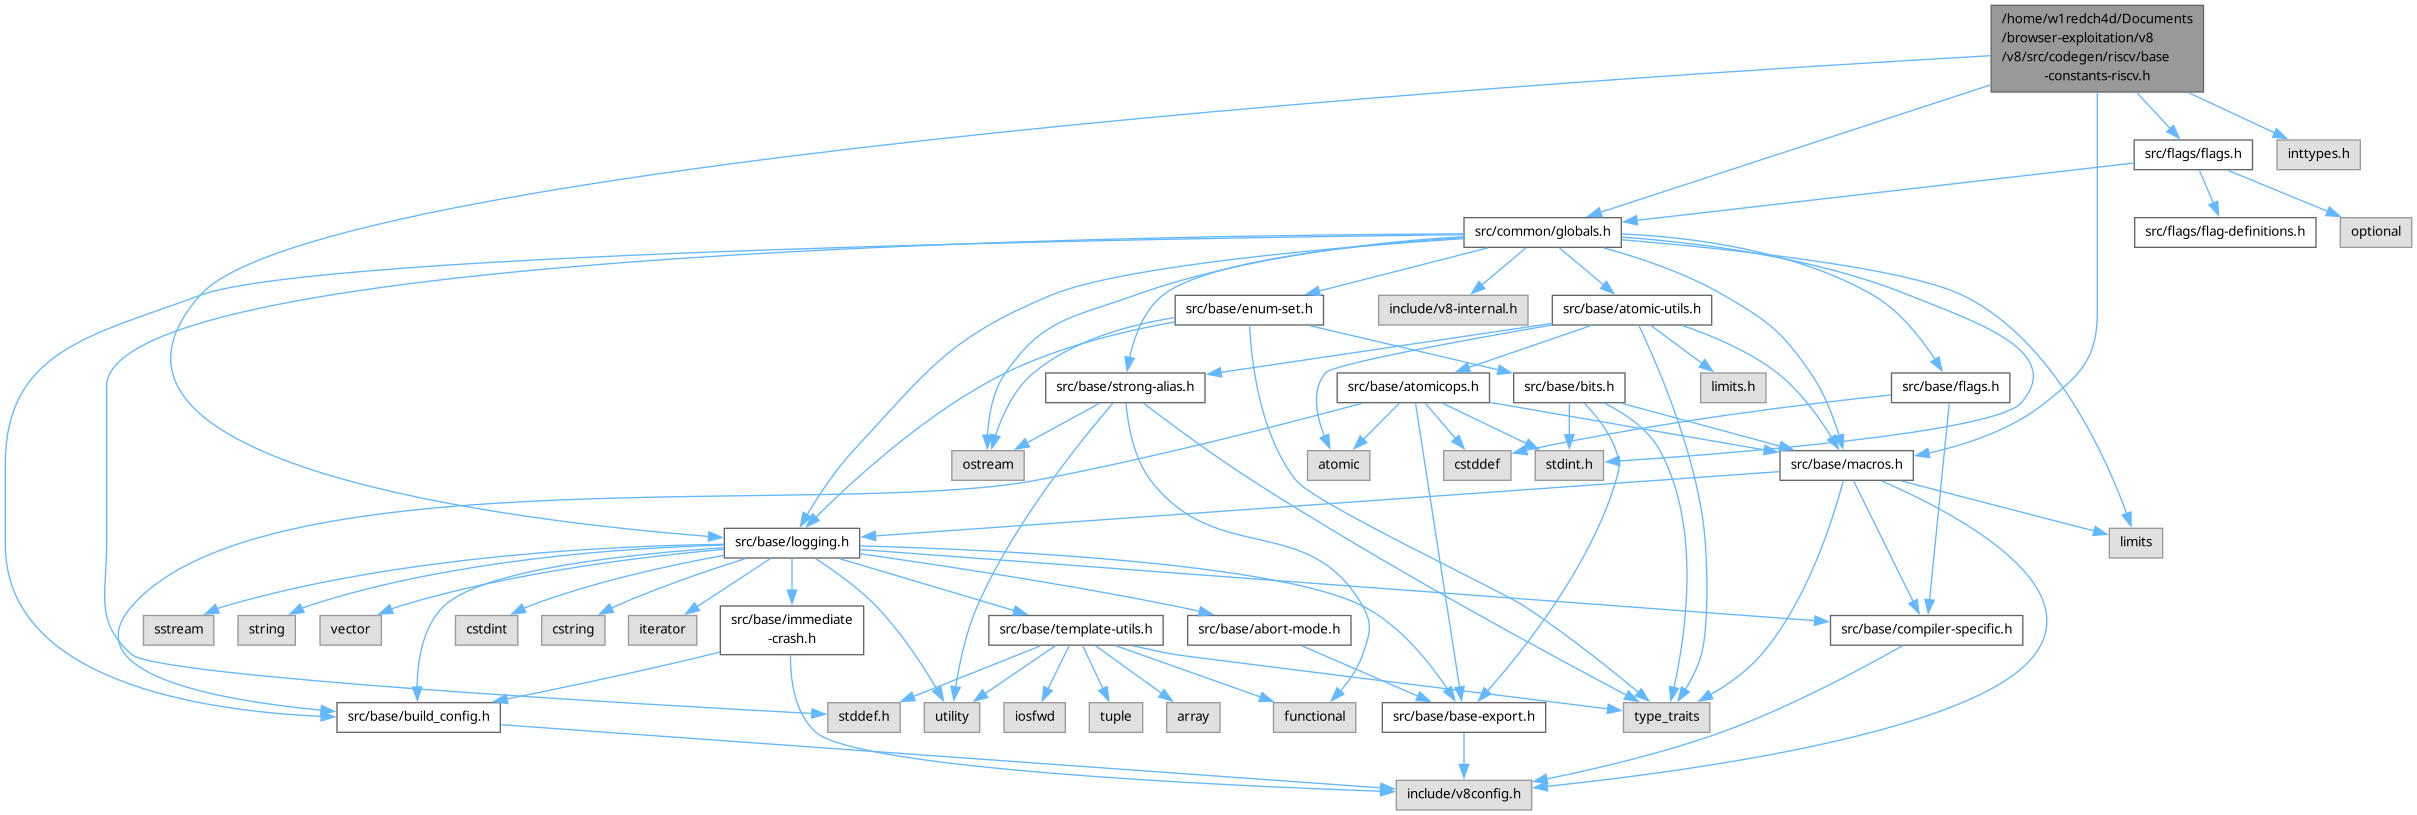 /home/w1redch4d/Documents
/browser-exploitation/v8
/v8/src/codegen/riscv/base
-constants-riscv.h
src/flags/flags.h
inttypes.h
src/common/globals.h
src/flags/flag-definitions.h
optional
src/base/enum-set.h
include/v8-internal.h
src/base/atomic-utils.h
src/base/strong-alias.h
src/base/atomicops.h
src/base/bits.h
limits.h
src/base/flags.h
ostream
atomic
cstddef
stdint.h
src/base/macros.h
src/base/logging.h
limits
sstream
string
vector
cstdint
cstring
iterator
src/base/immediate
-crash.h
src/base/template-utils.h
src/base/abort-mode.h
src/base/compiler-specific.h
src/base/build_config.h
stddef.h
utility
iosfwd
tuple
array
functional
src/base/base-export.h
type_traits
include/v8config.h